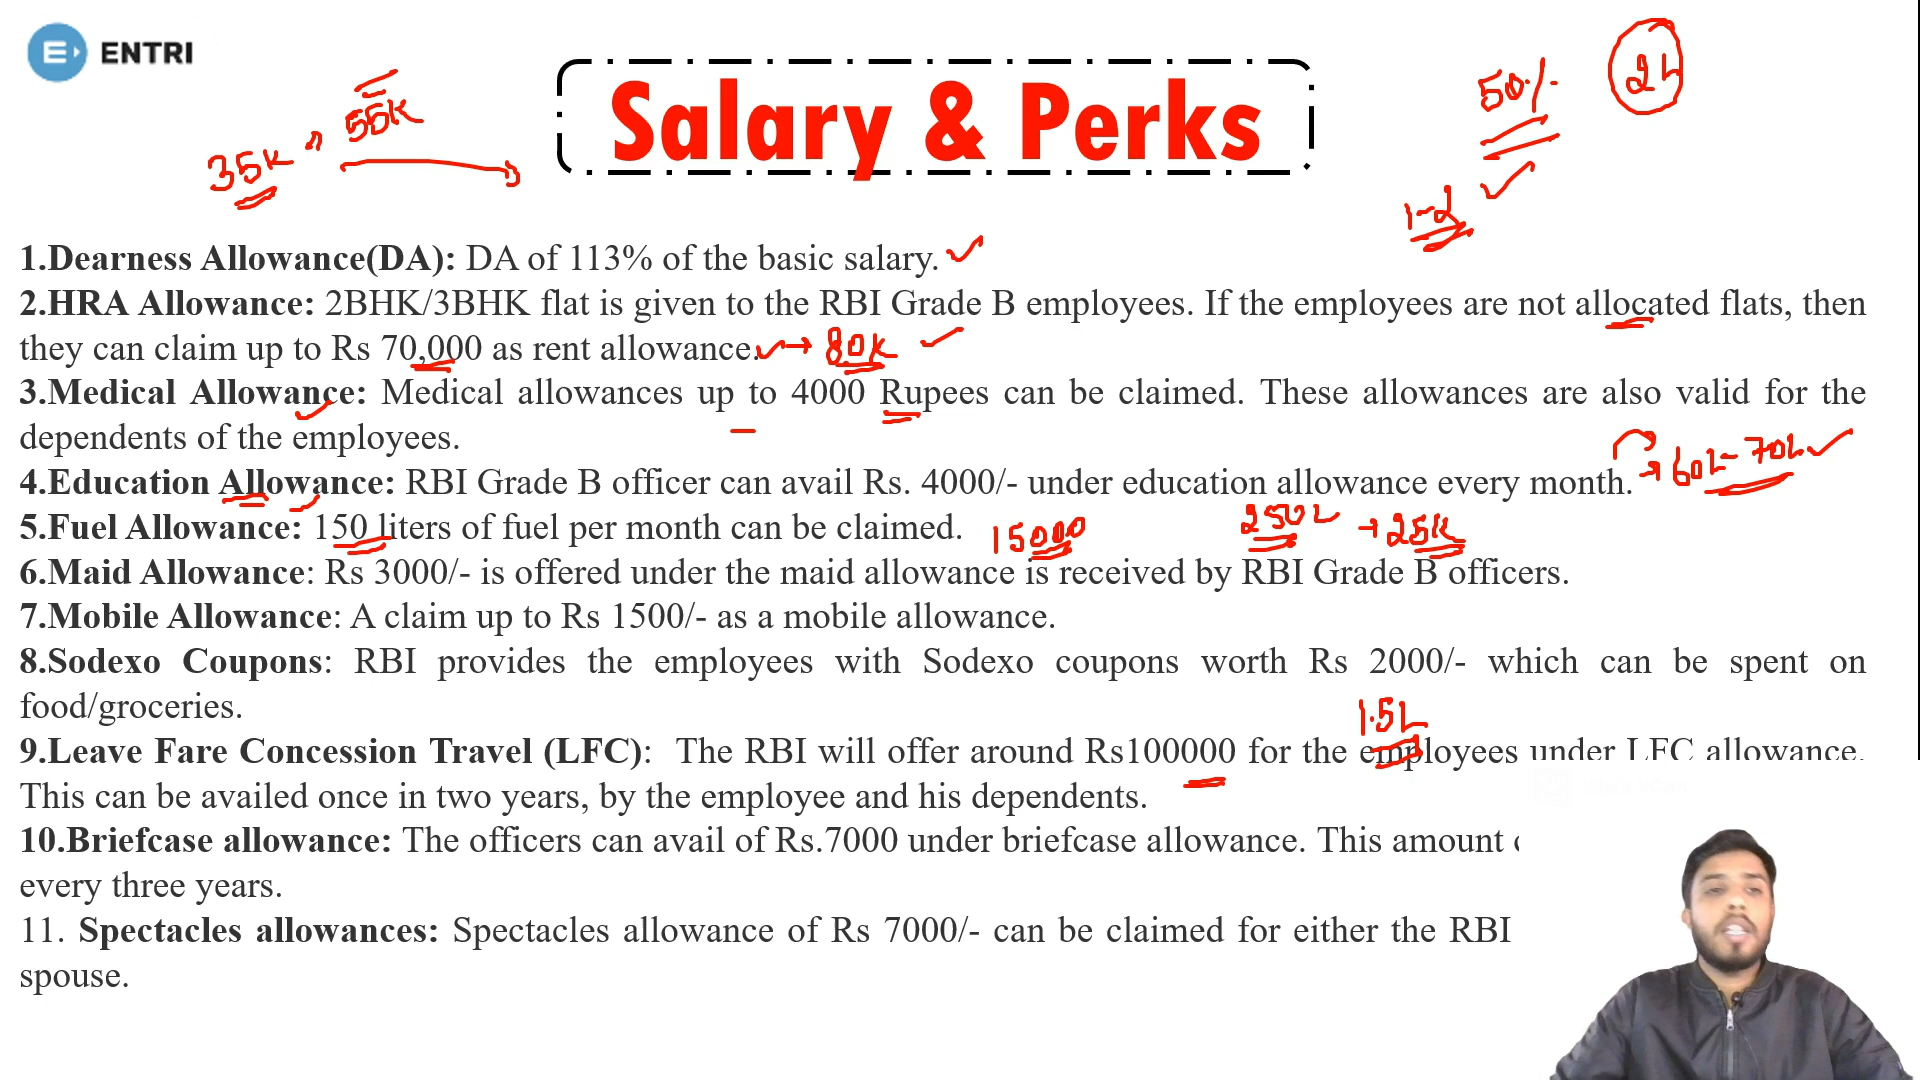 ENTRI
Salary & Perks
35K
55K
50%
2L
1-2
1.Dearness Allowance(DA): DA of 113% of the basic salary.
2.HRA Allowance: 2BHK/3BHK flat is given to the RBI Grade B employees. If the employees are not allocated flats, then
they can claim up to Rs 70,000 as rent allowance. → 80K
3.Medical Allowance: Medical allowances up to 4000 Rupees can be claimed. These allowances are also valid for the
dependents of the employees.
4.Education Allowance: RBI Grade B officer can avail Rs. 4000/- under education allowance every month. → 60L-70L
5.Fuel Allowance: 150 liters of fuel per month can be claimed. 15000 250L → 25K
6.Maid Allowance: Rs 3000/- is offered under the maid allowance is received by RBI Grade B officers.
7.Mobile Allowance: A claim up to Rs 1500/- as a mobile allowance.
8.Sodexo Coupons: RBI provides the employees with Sodexo coupons worth Rs 2000/- which can be spent on
food/groceries.
1.5L
9.Leave Fare Concession Travel (LFC): The RBI will offer around Rs100000 for the employees under LFC allowance.
This can be availed once in two years, by the employee and his dependents.
10.Briefcase allowance: The officers can avail of Rs.7000 under briefcase allowance. This amount
every three years.
11. Spectacles allowances: Spectacles allowance of Rs 7000/- can be claimed for either the RBI
spouse.